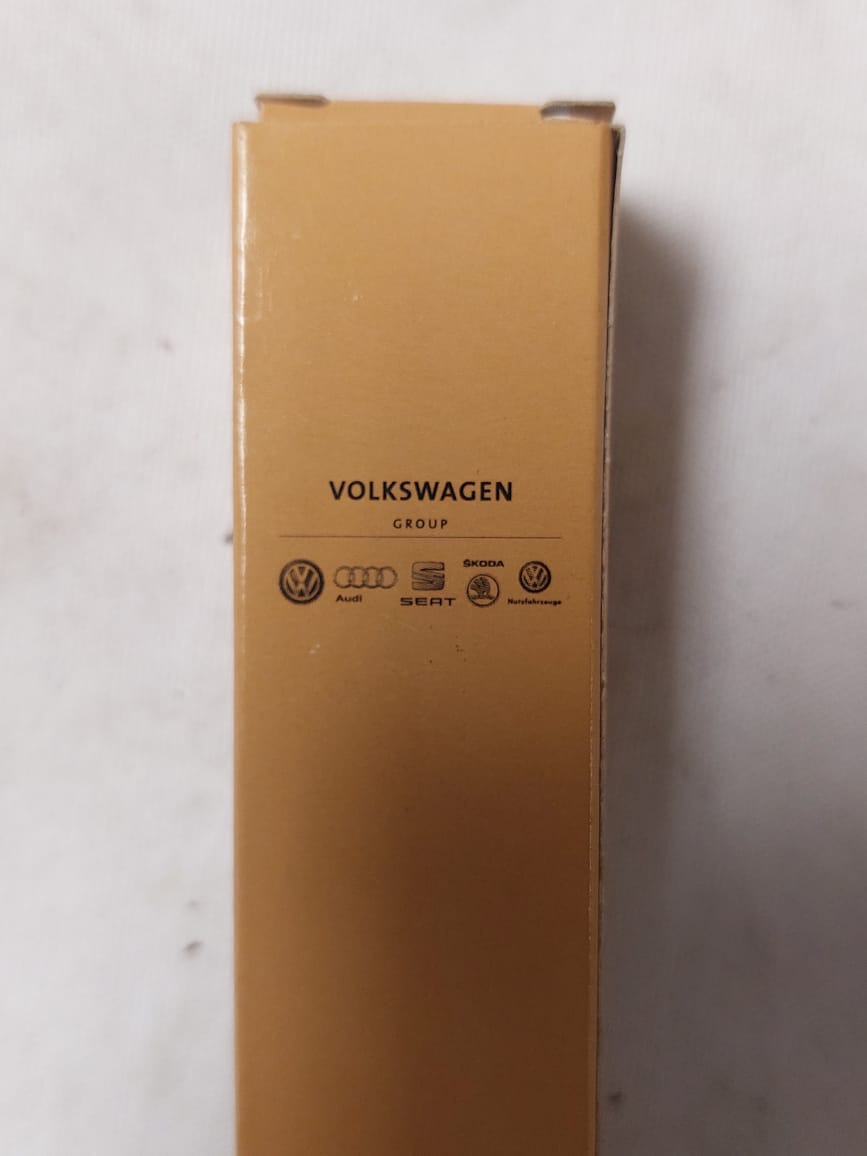 VOLKSWAGEN
GROUP
Audi
SEAT
ŠKODA
Nutzfahrzeuge